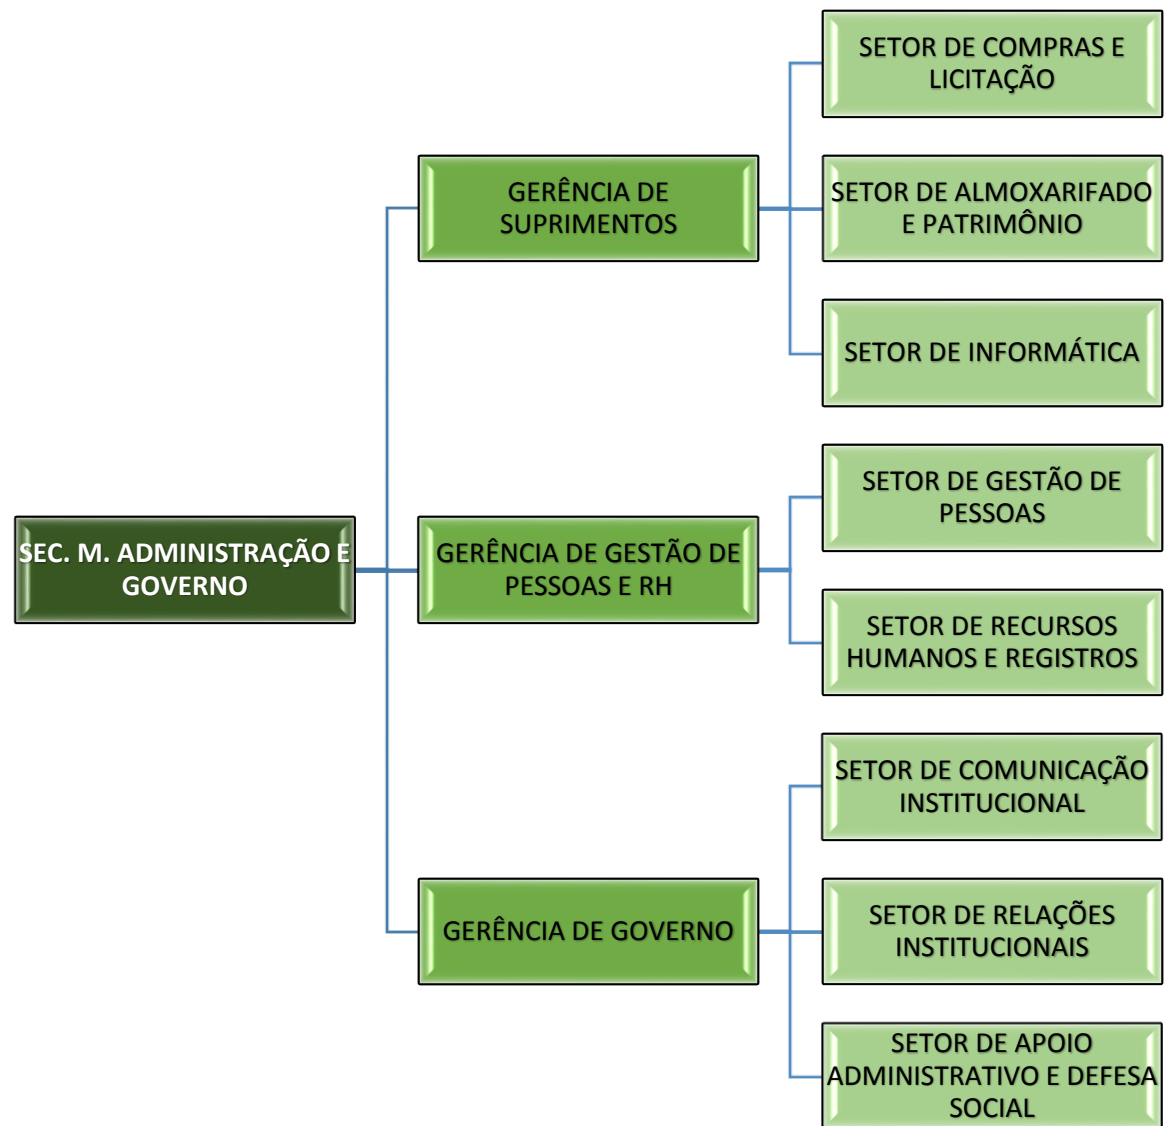 SETOR DE COMPRAS E
LICITAÇÃO
GERÊNCIA DE
SUPRIMENTOS
SETOR DE ALMOXARIFADO
E PATRIMÔNIO
SETOR DE INFORMÁTICA
SEC. M. ADMINISTRAÇÃO E
GOVERNO
GERÊNCIA DE GESTÃO DE
PESSOAS E RH
SETOR DE GESTÃO DE
PESSOAS
SETOR DE RECURSOS
HUMANOS E REGISTROS
GERÊNCIA DE GOVERNO
SETOR DE COMUNICAÇÃO
INSTITUCIONAL
SETOR DE RELAÇÕES
INSTITUCIONAIS
SETOR DE APOIO
ADMINISTRATIVO E DEFESA
SOCIAL